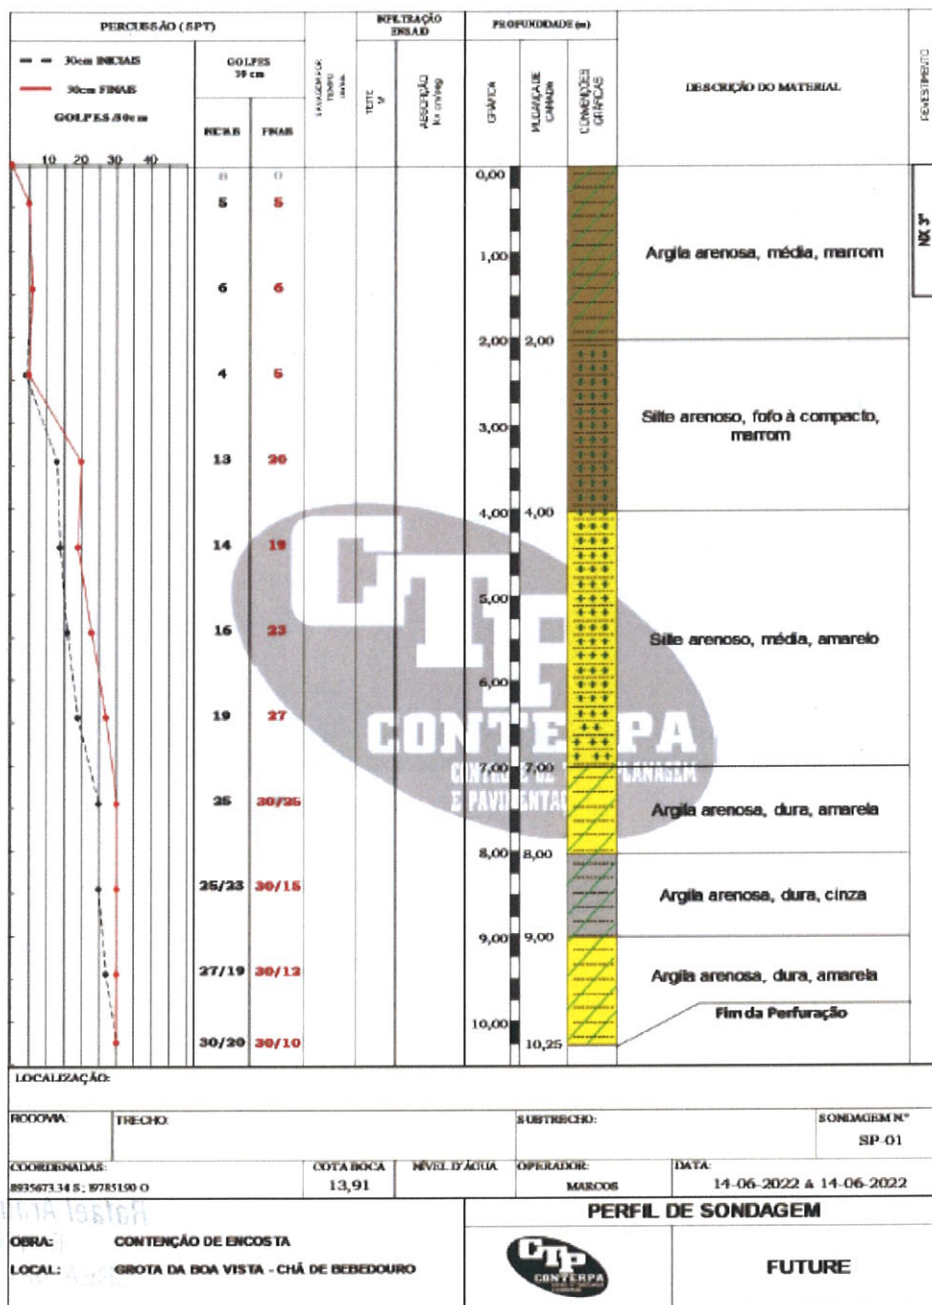 PERCUSSÃO (SPT)
30cm INICIAIS
30cm FINAIS
GOLPES /30cm
10 20 30 40
GOLPES
30 cm
INICIAIS FINAIS
LAVAGEM POR
TEMPO
INFILTRAÇÃO
ENSAIO
TESTE
Nº
ABSORÇÃO
PROFUNDIDADE (m)
GRÁFICA
MUDANÇA DE
CAMADA
CONVENÇÕES
GRÁFICAS
DESCRIÇÃO DO MATERIAL
REVESTIMENTO
0 0
0,00
5 5
NX 3"
Argila arenosa, média, marrom
1,00
6 6
2,00 2,00
4 5
Silte arenoso, fofo à compacto,
marrom
3,00
13 20
4,00 4,00
14 19
5,00
16 23
Silte arenoso, média, amarelo
6,00
19 27
7,00 7,00
25 30/25
Argila arenosa, dura, amarela
8,00 8,00
25/23 30/15
Argila arenosa, dura, cinza
9,00 9,00
27/19 30/12
Argila arenosa, dura, amarela
Fim da Perfuração
10,00
10,25
30/20 30/10
CTP
CONTERPA
E PAVIMENTAÇ
LOCALIZAÇÃO:
RODOVIA: TRECHO: SUBTRECHO: SONDAGEM N.º
SP-01
COORDENADAS: COTA BOCA NÍVEL D'ÁGUA OPERADOR: DATA:
13,91 MARCOS 14-06-2022 à 14-06-2022
OBRA: CONTENÇÃO DE ENCOSTA
LOCAL: GROTA DA BOA VISTA - CHÃ DE BEBEDOURO
PERFIL DE SONDAGEM
CTP
CONTERPA
FUTURE